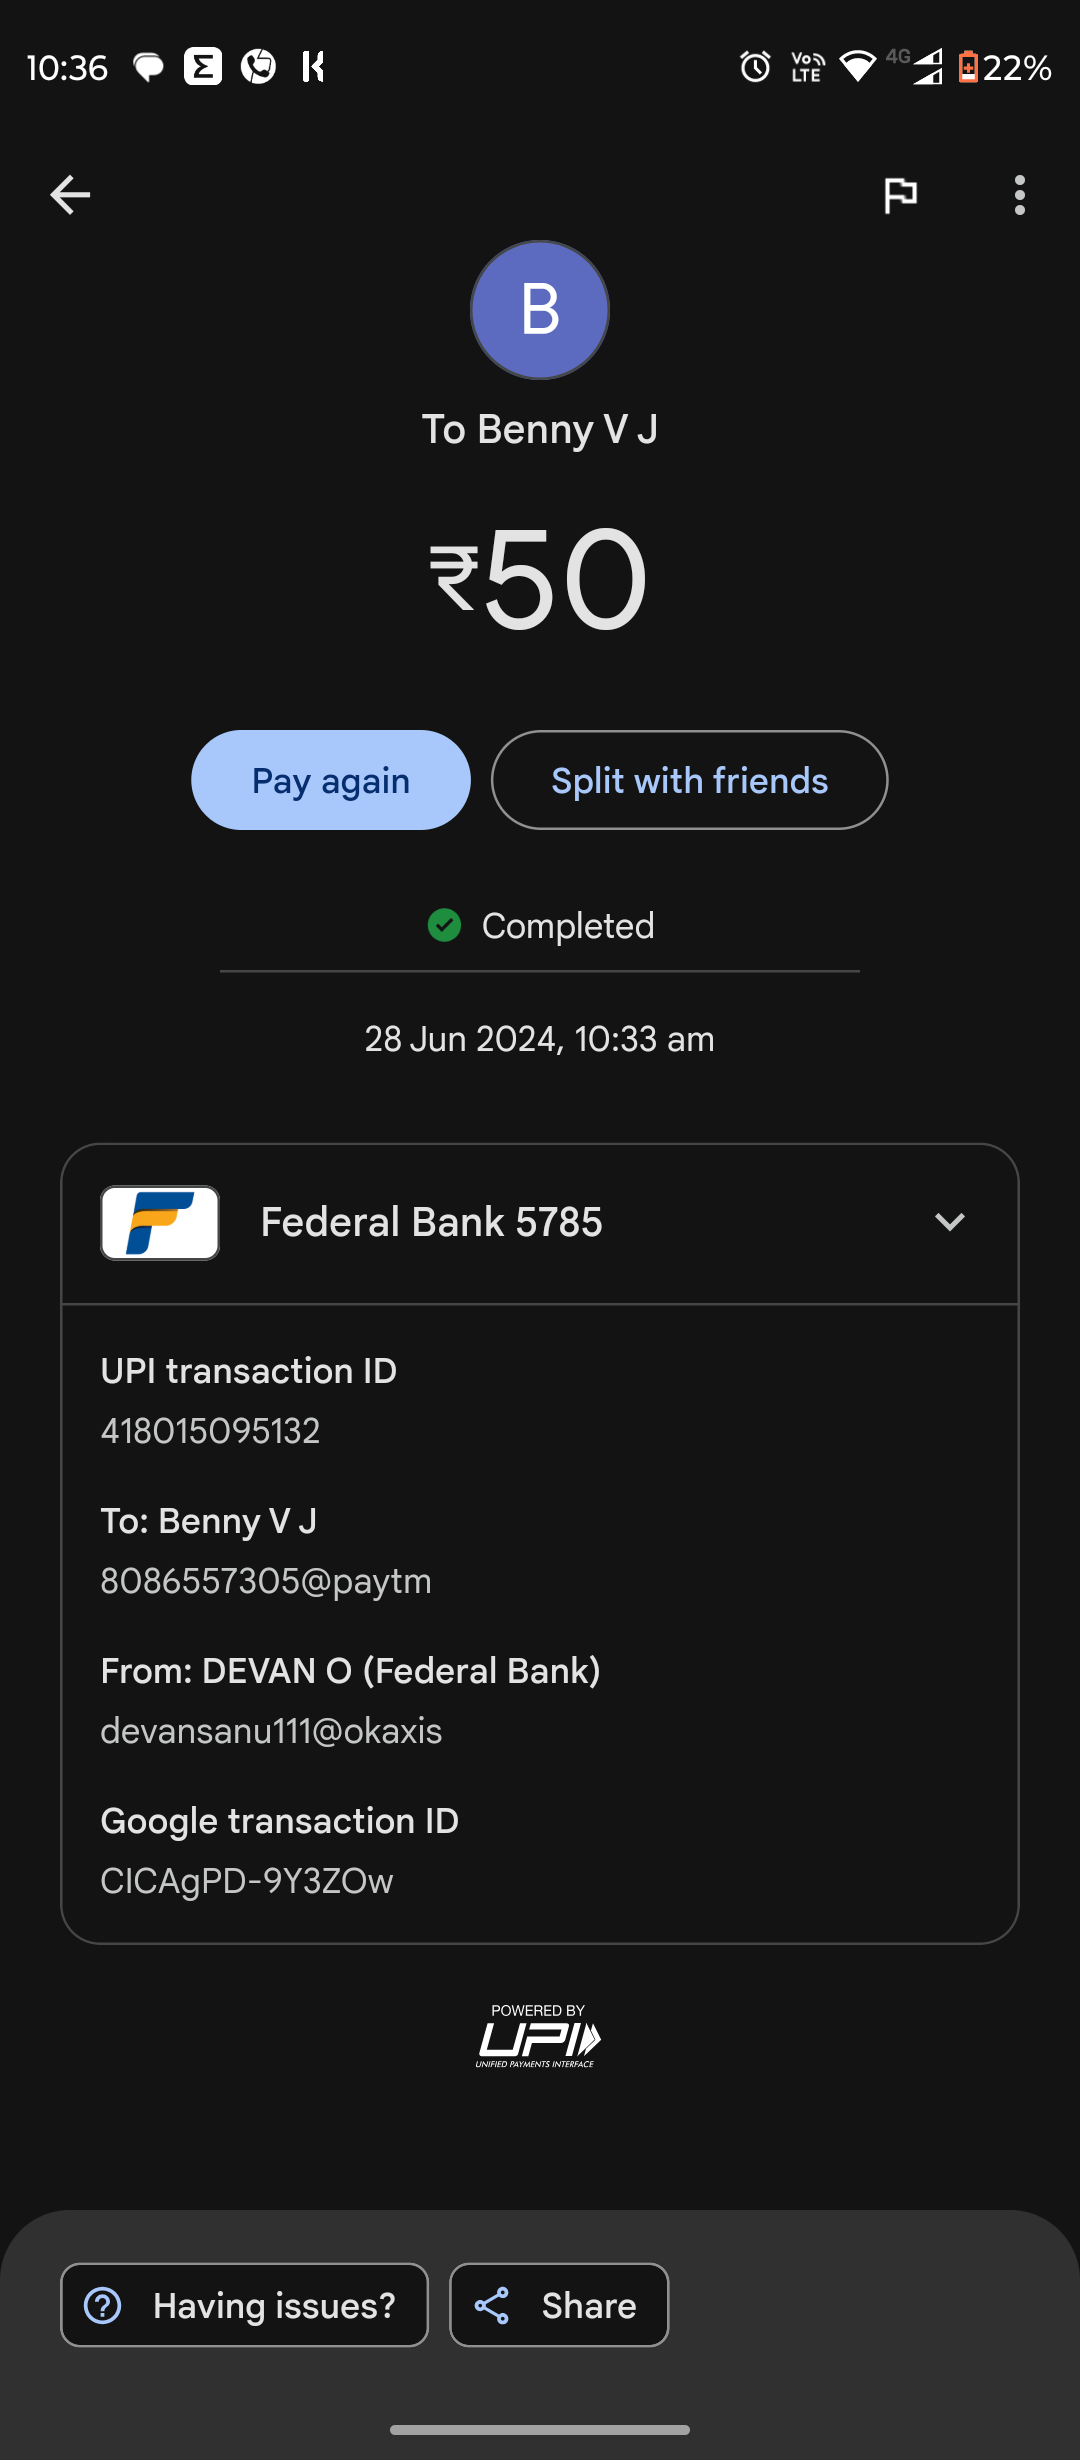 10:36
Vo LTE 4G 22%
B
To Benny V J
₹50
Pay again
Split with friends
Completed
28 Jun 2024, 10:33 am
Federal Bank 5785
UPI transaction ID
418015095132
To: Benny V J
8086557305@paytm
From: DEVAN O (Federal Bank)
devansanu111@okaxis
Google transaction ID
CICAgPD-9Y3ZOw
POWERED BY
UPI
UNIFIED PAYMENTS INTERFACE
Having issues?
Share